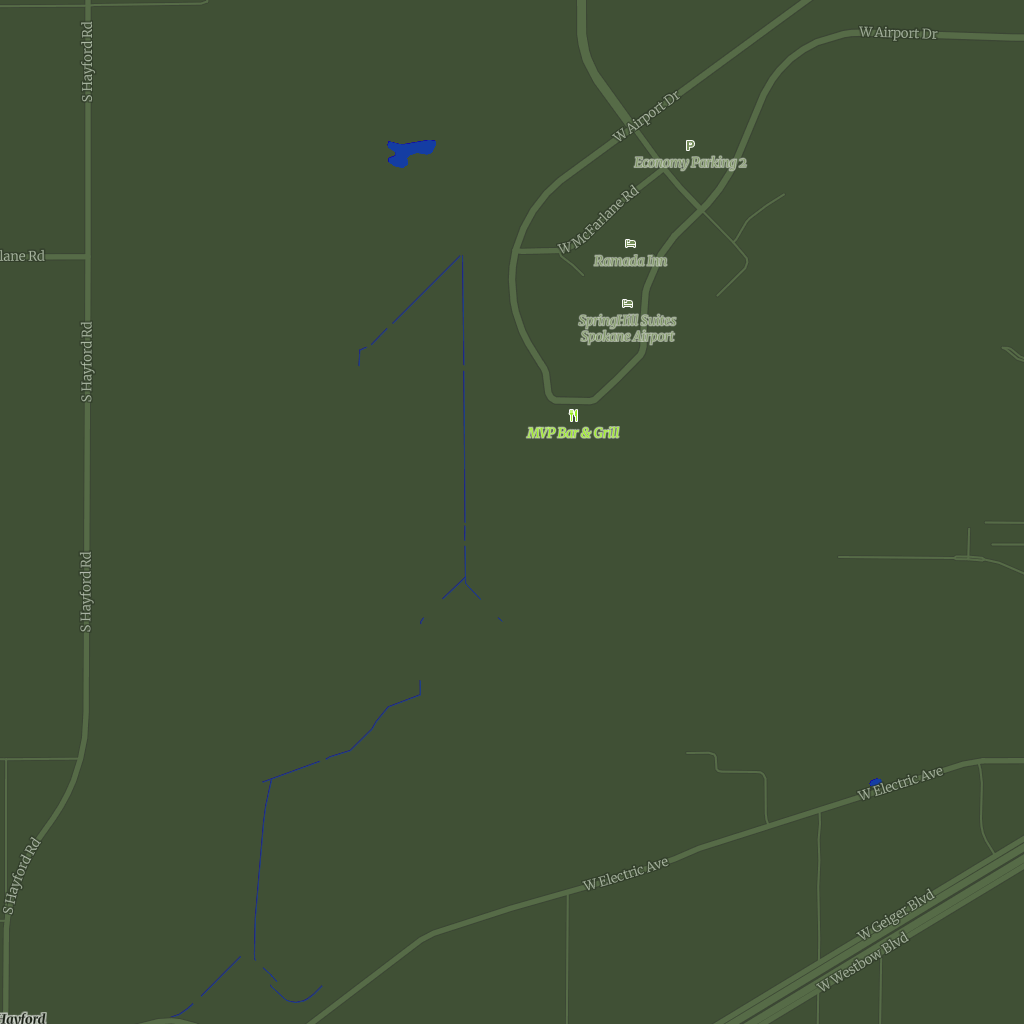 S Hayford Rd
W Airport Dr
W Airport Dr
P
Economy Parking 2
W McFarlane Rd
Ramada Inn
lane Rd
SpringHill Suites
Spokane Airport
S Hayford Rd
MVP Bar & Grill
S Hayford Rd
W Electric Ave
S Hayford Rd
W Electric Ave
W Geiger Blvd
W Westbow Blvd
Hayford